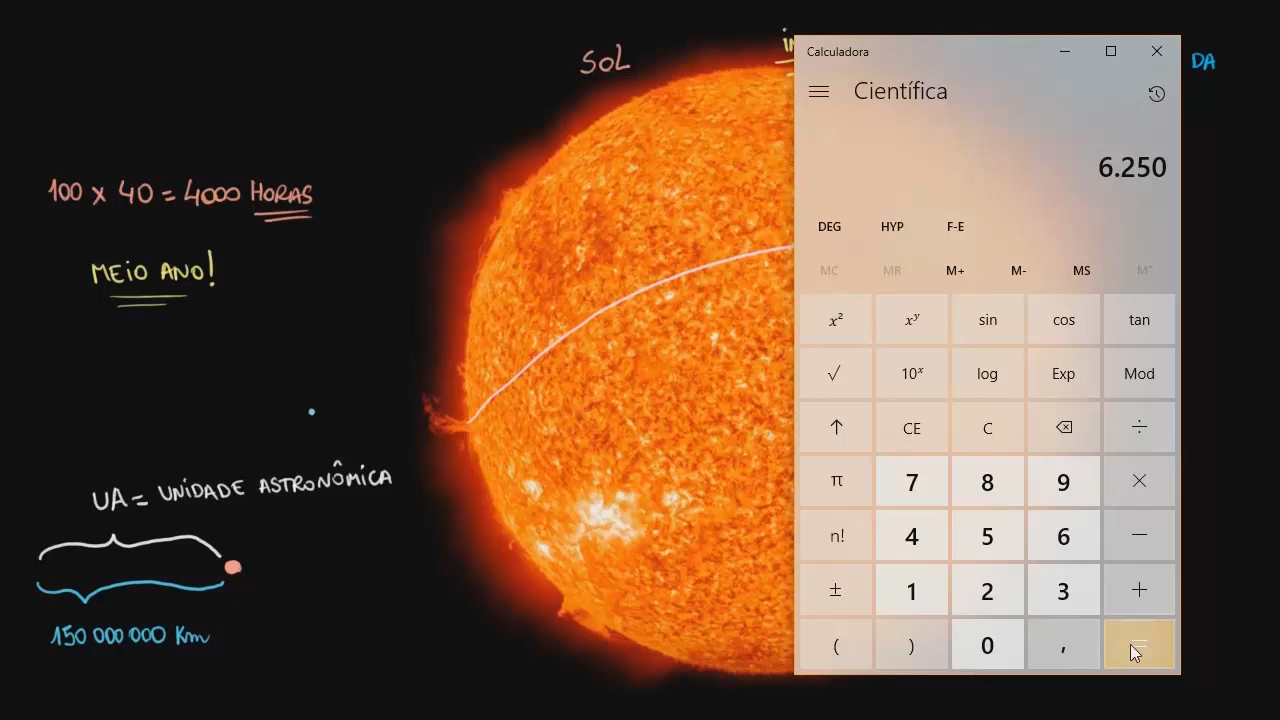 SOL
DA
100 x 40 = 4000 HORAS
MEIO ANO!
UA = UNIDADE ASTRONÔMICA
150 000 000 Km
Calculadora
Científica
6.250
DEG HYP F-E
MC MR M+ M- MS M˅
x² xʸ sin cos tan
√ 10ˣ log Exp Mod
↑ CE C ⌫ ÷
π 7 8 9 ×
n! 4 5 6 −
± 1 2 3 +
( ) 0 , =